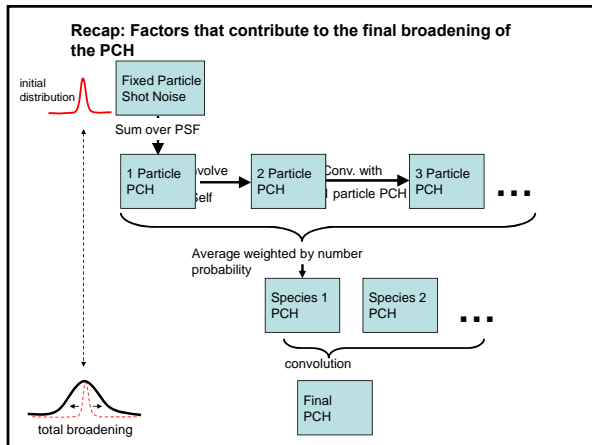 Recap: Factors that contribute to the final broadening of
the PCH
initial
distribution
Fixed Particle
Shot Noise
Sum over PSF
1 Particle
PCH
2 Particle
PCH
Conv. with
particle PCH
3 Particle
PCH
...
Average weighted by number
probability
Species 1
PCH
Species 2
PCH
...
convolution
Final
PCH
total broadening